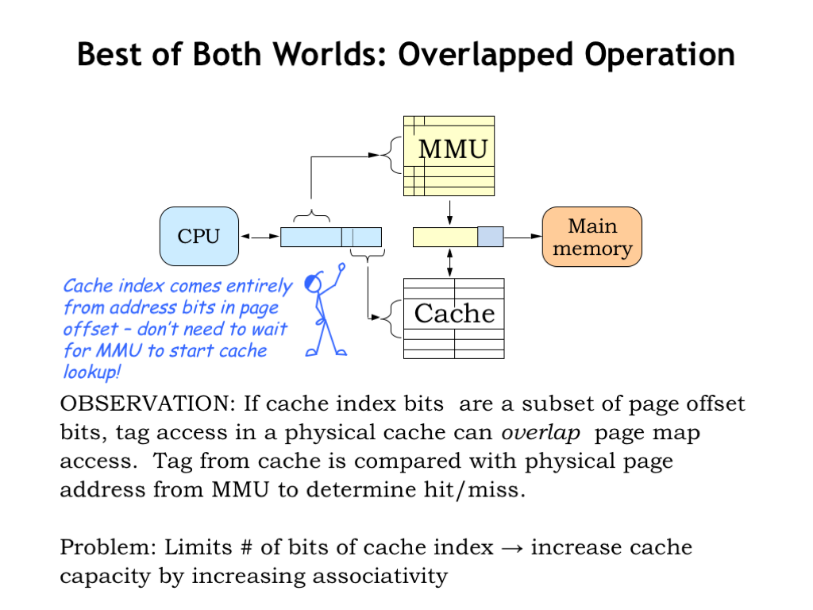 Best of Both Worlds: Overlapped Operation
MMU
CPU
Main
memory
Cache index comes entirely
from address bits in page
offset – don't need to wait
for MMU to start cache
lookup!
Cache
OBSERVATION: If cache index bits are a subset of page offset
bits, tag access in a physical cache can overlap page map
access. Tag from cache is compared with physical page
address from MMU to determine hit/miss.
Problem: Limits # of bits of cache index → increase cache
capacity by increasing associativity